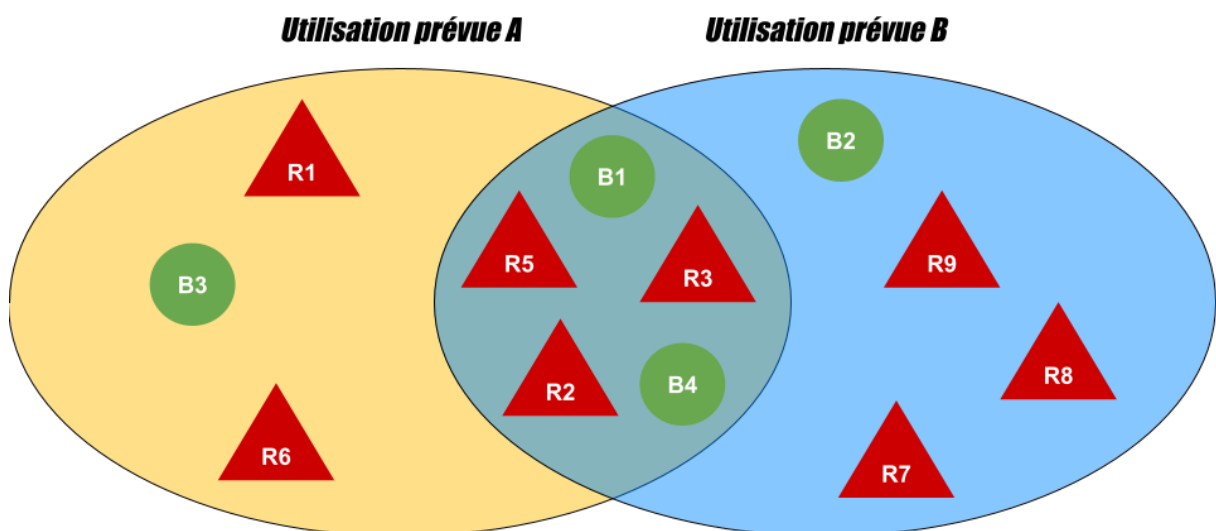 Utilisation prévue A
Utilisation prévue B
R1
B1
B2
R5
R3
R9
B3
R2
B4
R8
R6
R7